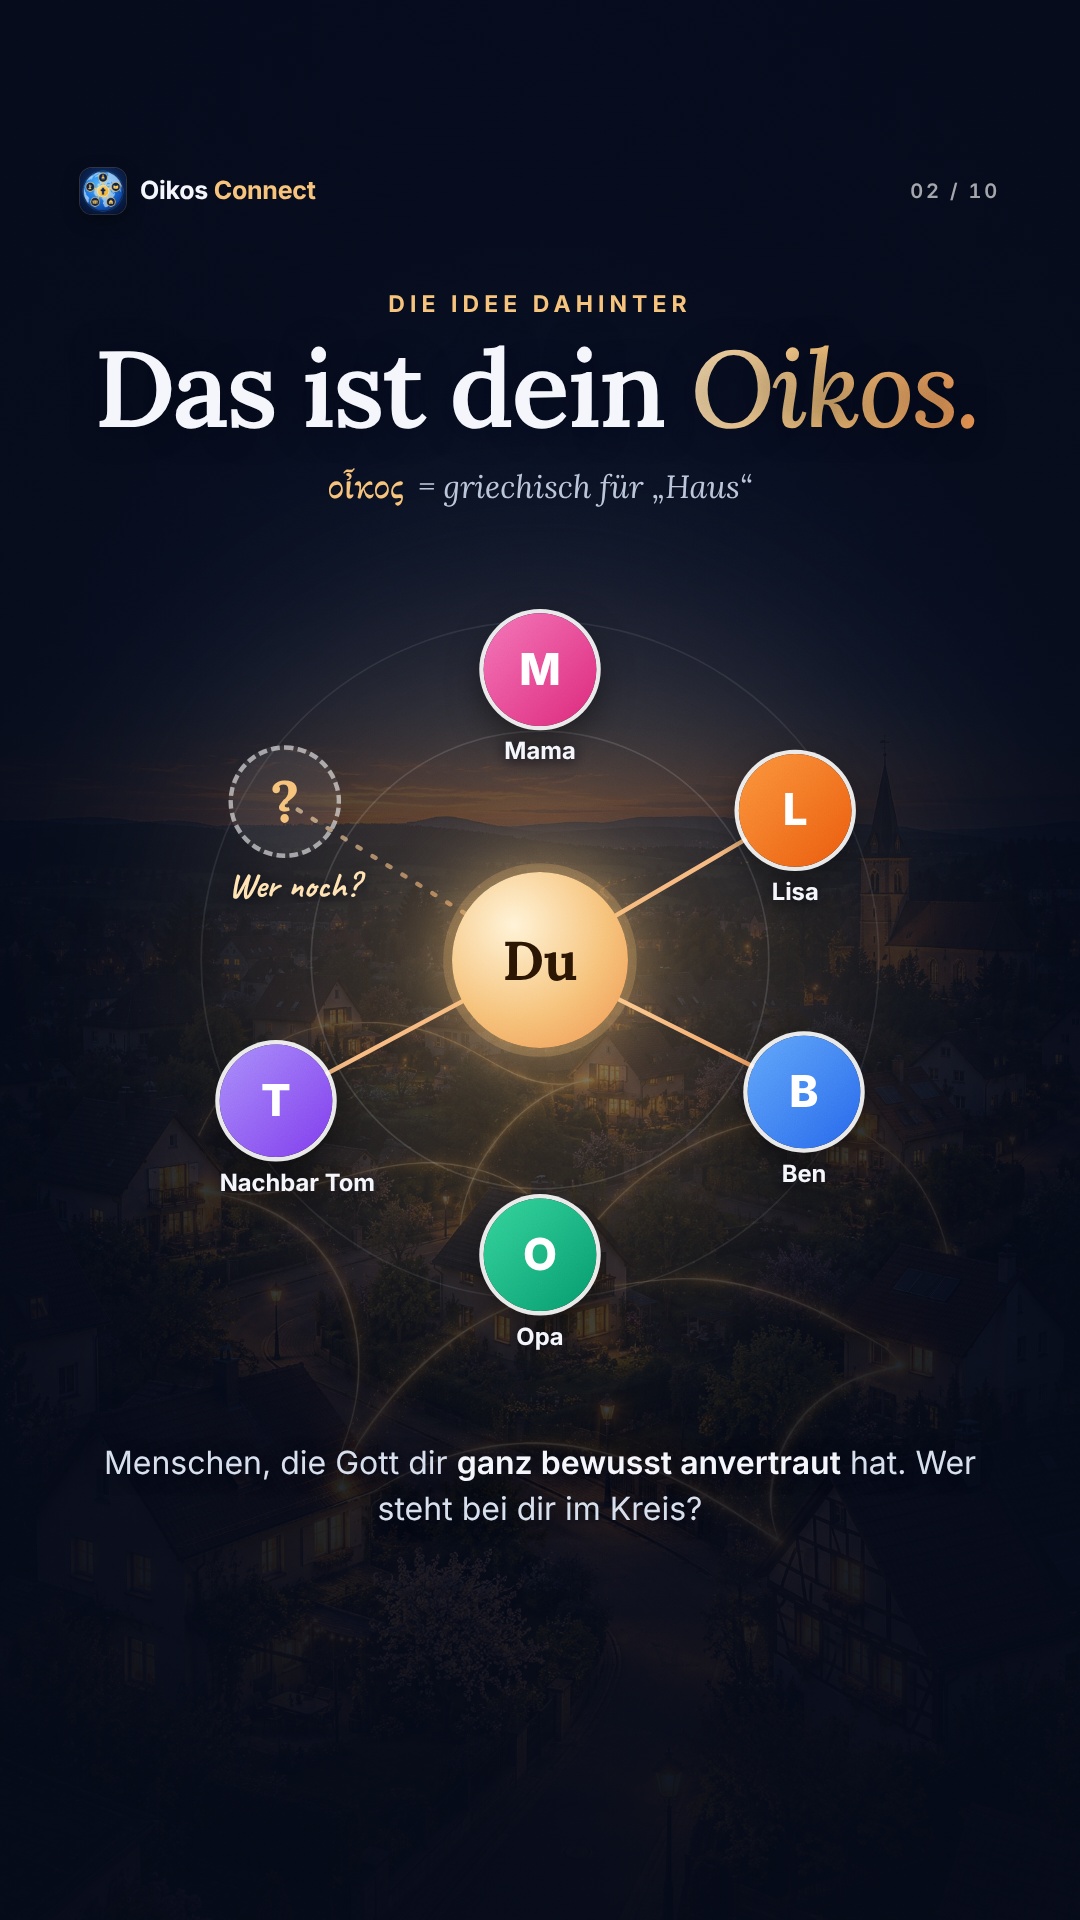 Oikos Connect
02 / 10
DIE IDEE DAHINTER
Das ist dein Oikos.
οἶκος = griechisch für „Haus“
M
Mama
?
Wer noch?
L
Lisa
Du
T
Nachbar Tom
B
Ben
O
Opa
Menschen, die Gott dir ganz bewusst anvertraut hat. Wer
steht bei dir im Kreis?